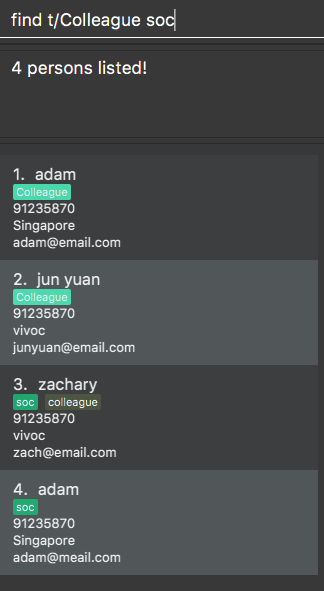 find t/Colleague soc
4 persons listed!
1. adam
Colleague
91235870
Singapore
adam@email.com
2. jun yuan
Colleague
91235870
vivoc
junyuan@email.com
3. zachary
soc colleague
91235870
vivoc
zach@email.com
4. adam
soc
91235870
Singapore
adam@meail.com